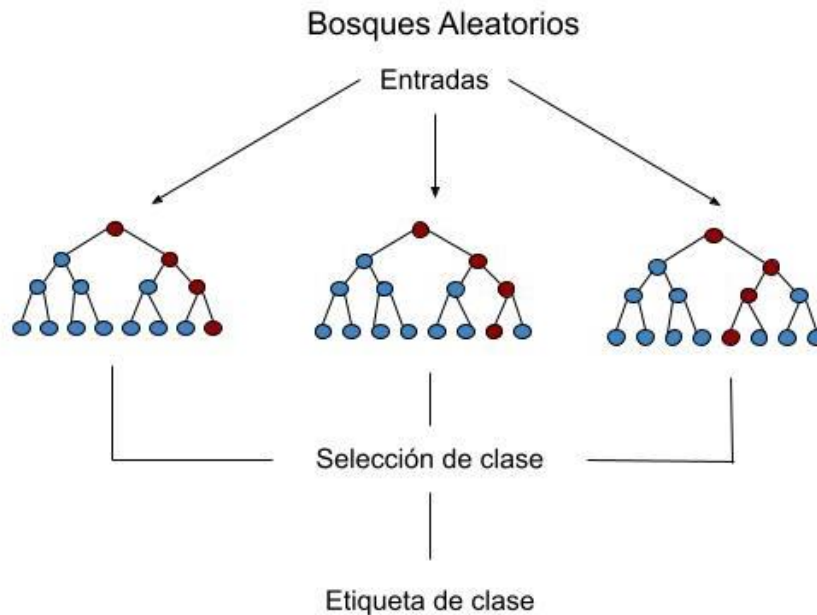 Bosques Aleatorios
Entradas
Selección de clase
Etiqueta de clase